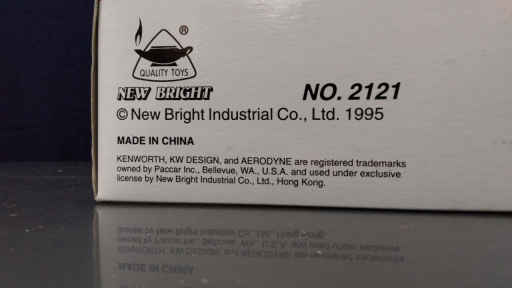 ®
QUALITY TOYS
NEW BRIGHT
NO. 2121
© New Bright Industrial Co., Ltd. 1995
MADE IN CHINA
KENWORTH, KW DESIGN, and AERODYNE are registered trademarks
owned by Paccar Inc., Bellevue, WA., U.S.A. and used under exclusive
license by New Bright Industrial Co., Ltd., Hong Kong.